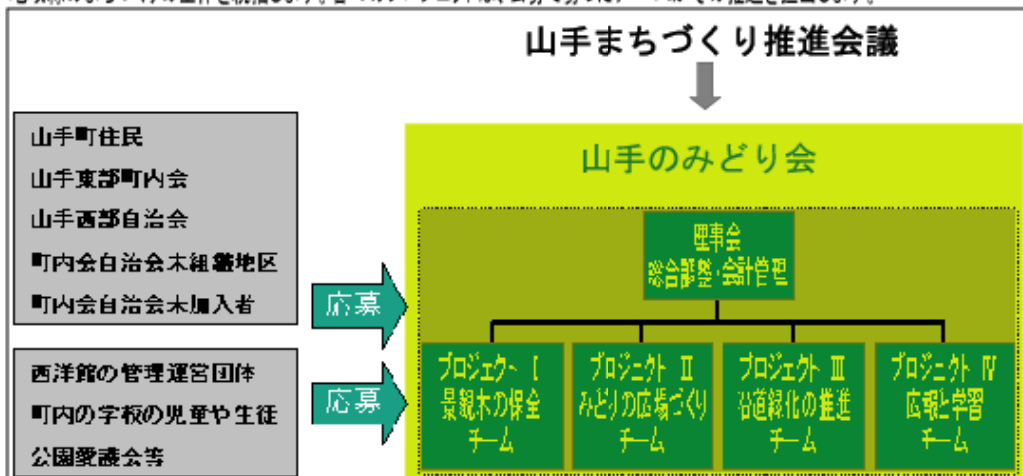 山手まちづくり推進会議
山手町住民
山手東部町内会
山手西部自治会
町内会自治会未組織地区
町内会自治会未加入者
応募
西洋館の管理運営団体
町内の学校の児童や生徒
公園愛護会等
応募
山手のみどり会
理事会
総合調整・会計管理
プロジェクト I
景観木の保全
チーム
プロジェクト II
みどりの広場づくり
チーム
プロジェクト III
沿道緑化の推進
チーム
プロジェクト IV
広報と学習
チーム